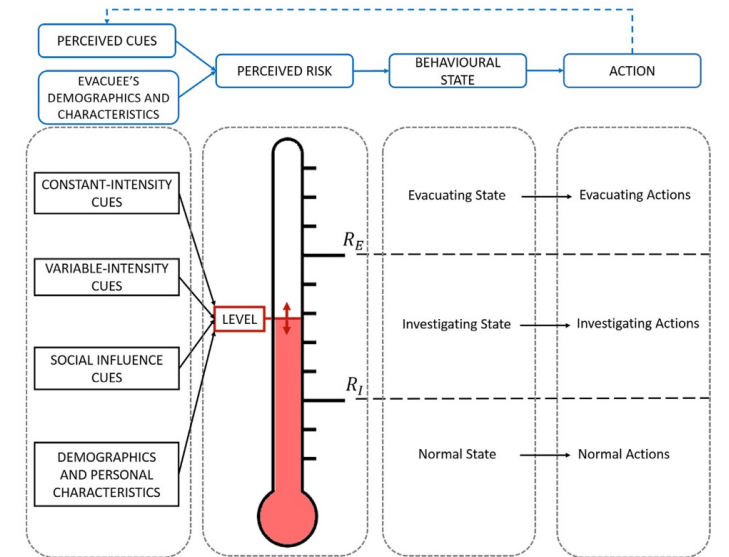 PERCEIVED CUES
EVACUEE'S
DEMOGRAPHICS AND
CHARACTERISTICS
PERCEIVED RISK
BEHAVIOURAL
STATE
ACTION
CONSTANT-INTENSITY
CUES
VARIABLE-INTENSITY
CUES
SOCIAL INFLUENCE
CUES
DEMOGRAPHICS
AND PERSONAL
CHARACTERISTICS
LEVEL
R_E
R_I
Evacuating State
Evacuating Actions
Investigating State
Investigating Actions
Normal State
Normal Actions